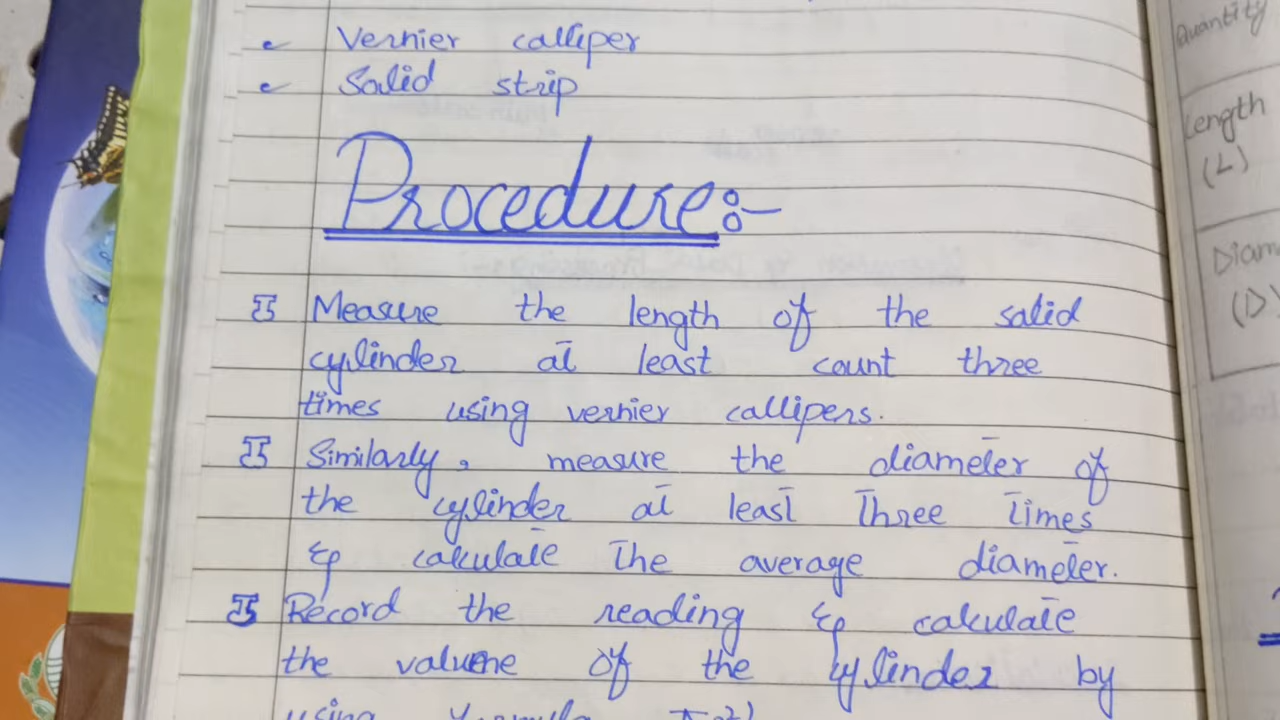 Vernier calliper
Solid strip
Procedure:-
Measure the length of the solid
cylinder at least count three
times using vernier callipers.
Similarly, measure the diameter of
the cylinder at least three times
& calculate the average diameter.
Record the reading & calculate
the volume of the cylinder by
using
Quantity
Length
(L)
Diam
(D)